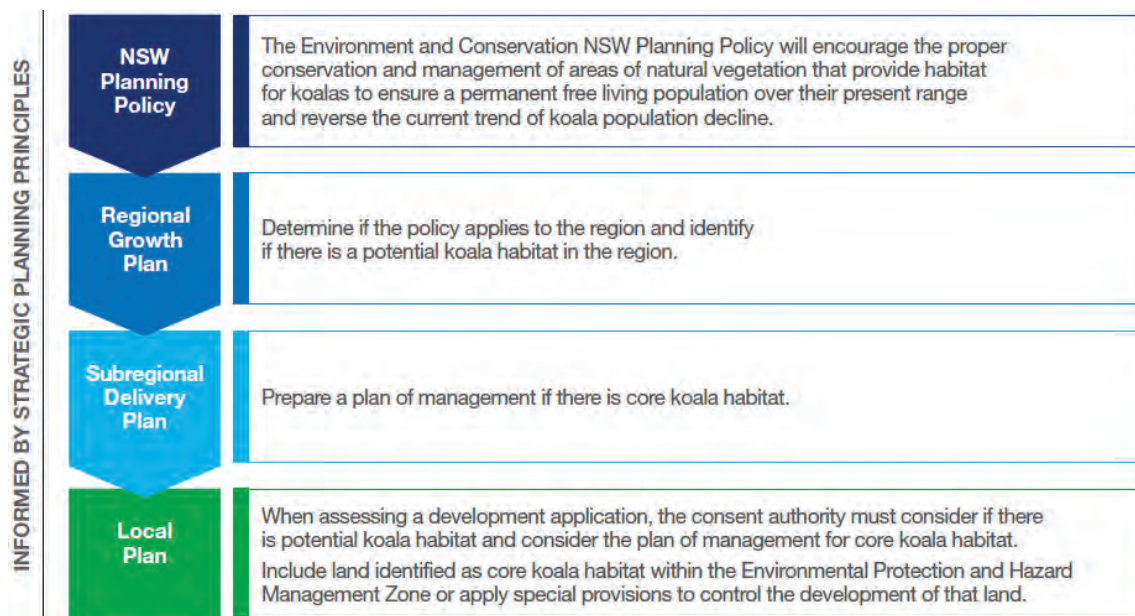 INFORMED BY STRATEGIC PLANNING PRINCIPLES
NSW
Planning
Policy
The Environment and Conservation NSW Planning Policy will encourage the proper
conservation and management of areas of natural vegetation that provide habitat
for koalas to ensure a permanent free living population over their present range
and reverse the current trend of koala population decline.
Regional
Growth
Plan
Determine if the policy applies to the region and identify
if there is a potential koala habitat in the region.
Subregional
Delivery
Plan
Prepare a plan of management if there is core koala habitat.
Local
Plan
When assessing a development application, the consent authority must consider if there
is potential koala habitat and consider the plan of management for core koala habitat.
Include land identified as core koala habitat within the Environmental Protection and Hazard
Management Zone or apply special provisions to control the development of that land.